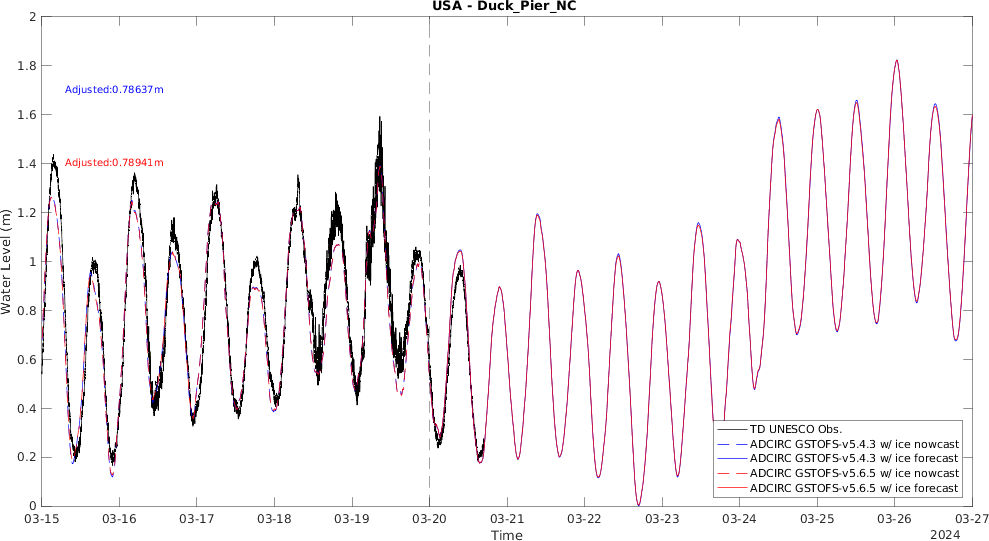 USA - Duck_Pier_NC
Water Level (m)
2
1.8
1.6
1.4
1.2
1
0.8
0.6
0.4
0.2
0
Adjusted:0.78637m
Adjusted:0.78941m
TD UNESCO Obs.
ADCIRC GSTOFS-v5.4.3 w/ ice nowcast
ADCIRC GSTOFS-v5.4.3 w/ ice forecast
ADCIRC GSTOFS-v5.6.5 w/ ice nowcast
ADCIRC GSTOFS-v5.6.5 w/ ice forecast
03-15 03-16 03-17 03-18 03-19 03-20 03-21 03-22 03-23 03-24 03-25 03-26 03-27
Time
2024